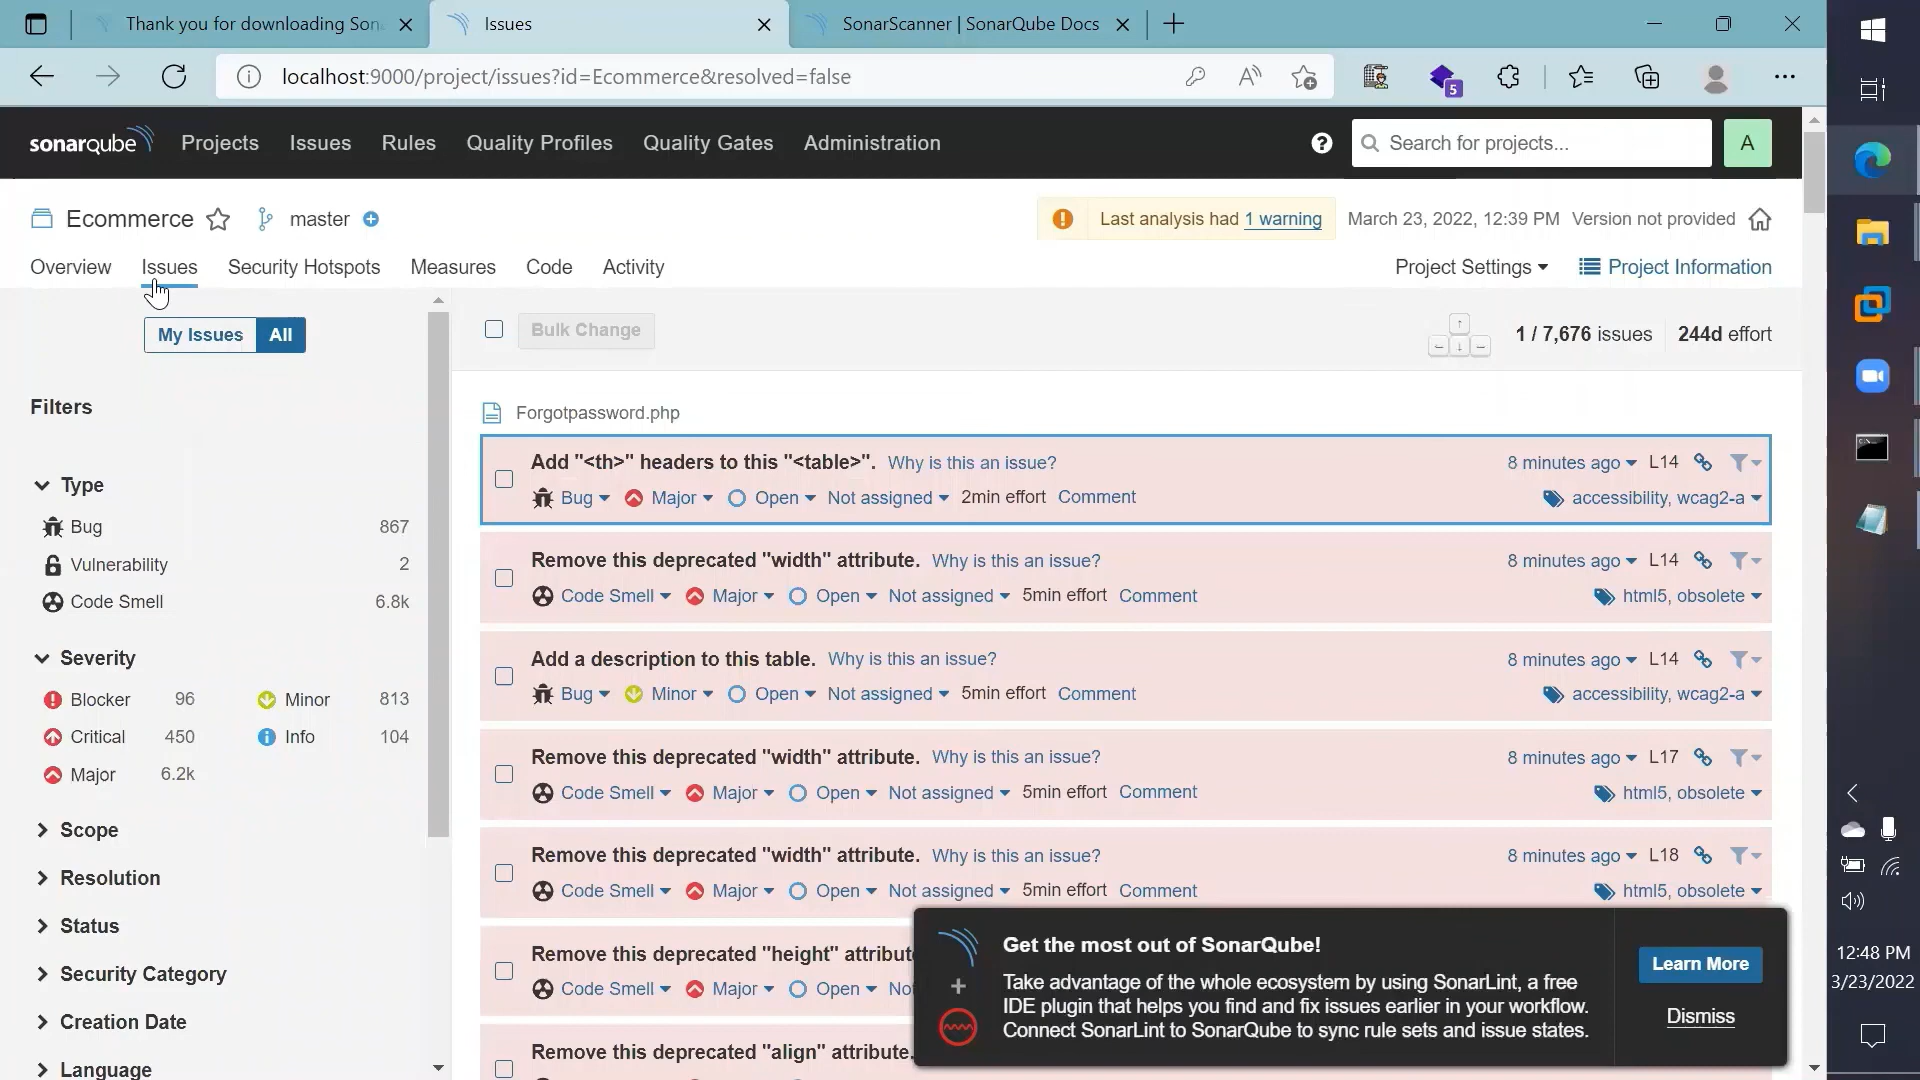 Thank you for downloading Son
Issues
SonarScanner | SonarQube Docs
localhost:9000/project/issues?id=Ecommerce&resolved=false
5
sonarqube Projects Issues Rules Quality Profiles Quality Gates Administration
Search for projects...
A
Ecommerce master
Last analysis had 1 warning March 23, 2022, 12:39 PM Version not provided
Overview Issues Security Hotspots Measures Code Activity
Project Settings Project Information
My Issues All
Bulk Change
1 / 7,676 issues 244d effort
Filters
Type
Bug 867
Vulnerability 2
Code Smell 6.8k
Severity
Blocker 96 Minor 813
Critical 450 Info 104
Major 6.2k
Scope
Resolution
Status
Security Category
Creation Date
Language
Forgotpassword.php
Add "<th>" headers to this "<table>". Why is this an issue? 8 minutes ago L14
Bug Major Open Not assigned 2min effort Comment accessibility, wcag2-a
Remove this deprecated "width" attribute. Why is this an issue? 8 minutes ago L14
Code Smell Major Open Not assigned 5min effort Comment html5, obsolete
Add a description to this table. Why is this an issue? 8 minutes ago L14
Bug Minor Open Not assigned 5min effort Comment accessibility, wcag2-a
Remove this deprecated "width" attribute. Why is this an issue? 8 minutes ago L17
Code Smell Major Open Not assigned 5min effort Comment html5, obsolete
Remove this deprecated "width" attribute. Why is this an issue? 8 minutes ago L18
Code Smell Major Open Not assigned 5min effort Comment html5, obsolete
Remove this deprecated "height" attribut
Code Smell Major Open Not
Remove this deprecated "align" attribute.
Get the most out of SonarQube!
Take advantage of the whole ecosystem by using SonarLint, a free
IDE plugin that helps you find and fix issues earlier in your workflow.
Connect SonarLint to SonarQube to sync rule sets and issue states.
Learn More
Dismiss
12:48 PM
3/23/2022